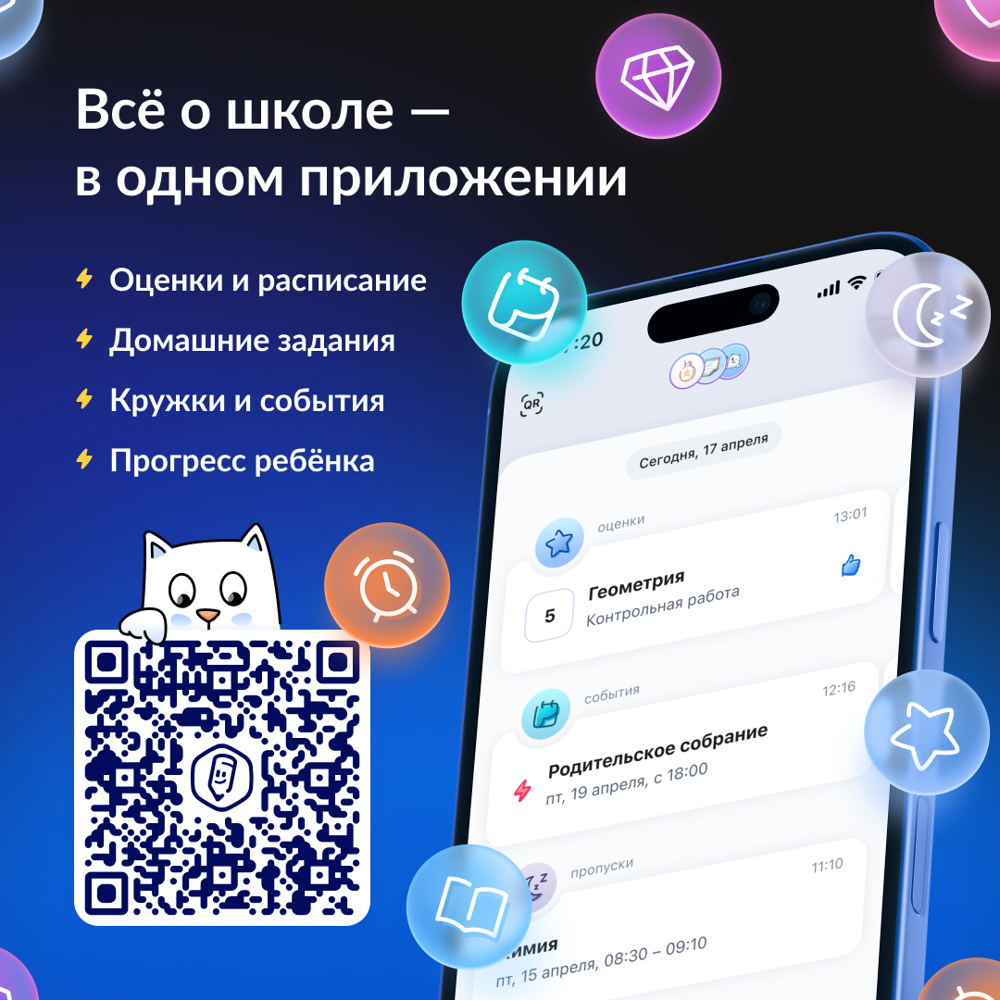 Всё о школе —
в одном приложении
Оценки и расписание
Домашние задания
Кружки и события
Прогресс ребёнка
:20
QR
Сегодня, 17 апреля
оценки
13:01
5
Геометрия
Контрольная работа
события
12:16
Родительское собрание
пт, 19 апреля, с 18:00
пропуски
11:10
имия
пт, 15 апреля, 08:30 – 09:10